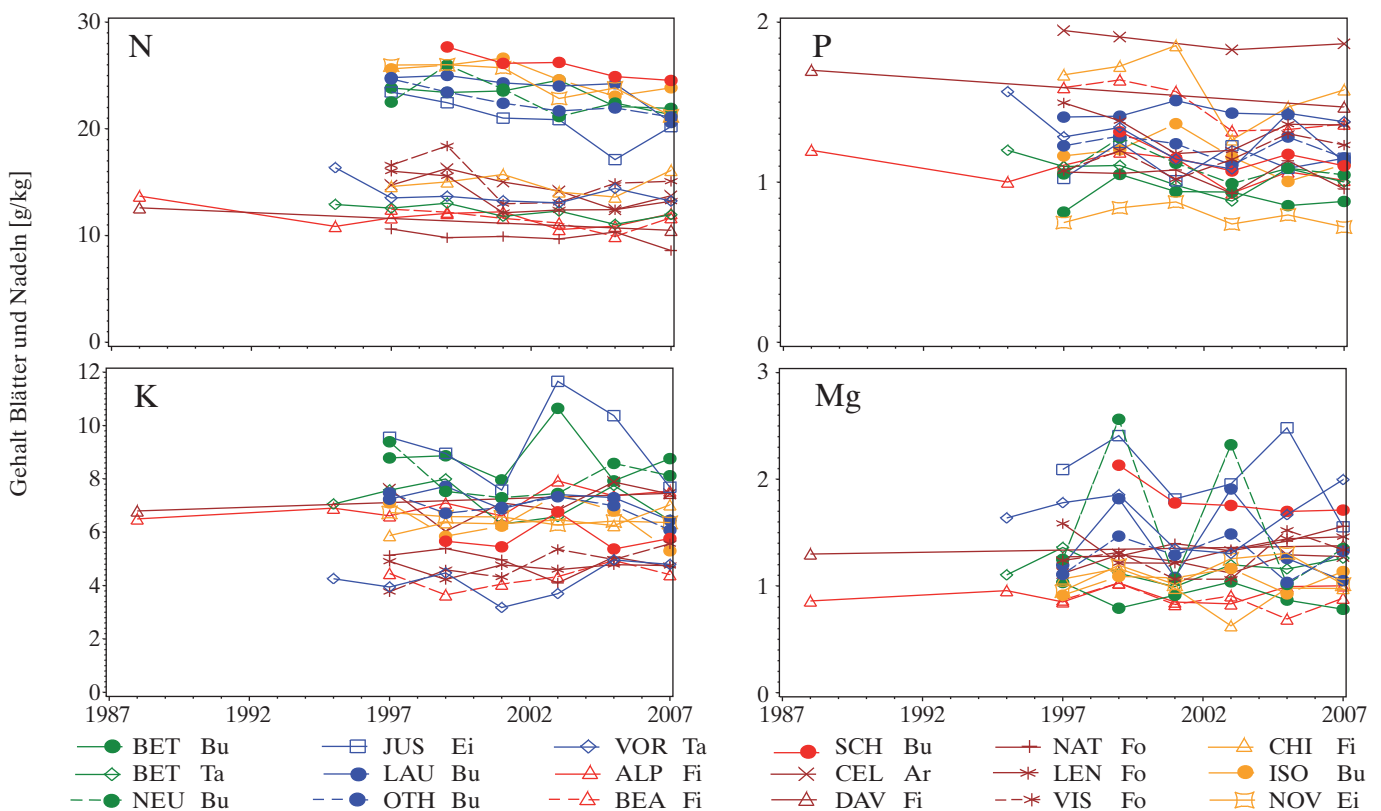 Gehalt Blätter und Nadeln [g/kg]
N
30
20
10
0
P
2
1
0
K
12
10
8
6
4
2
0
Mg
3
2
1
0
1987 1992 1997 2002 2007
1987 1992 1997 2002 2007
BET Bu JUS Ei VOR Ta SCH Bu NAT Fo CHI Fi
BET Ta LAU Bu ALP Fi CEL Ar LEN Fo ISO Bu
NEU Bu OTH Bu BEA Fi DAV Fi VIS Fo NOV Ei